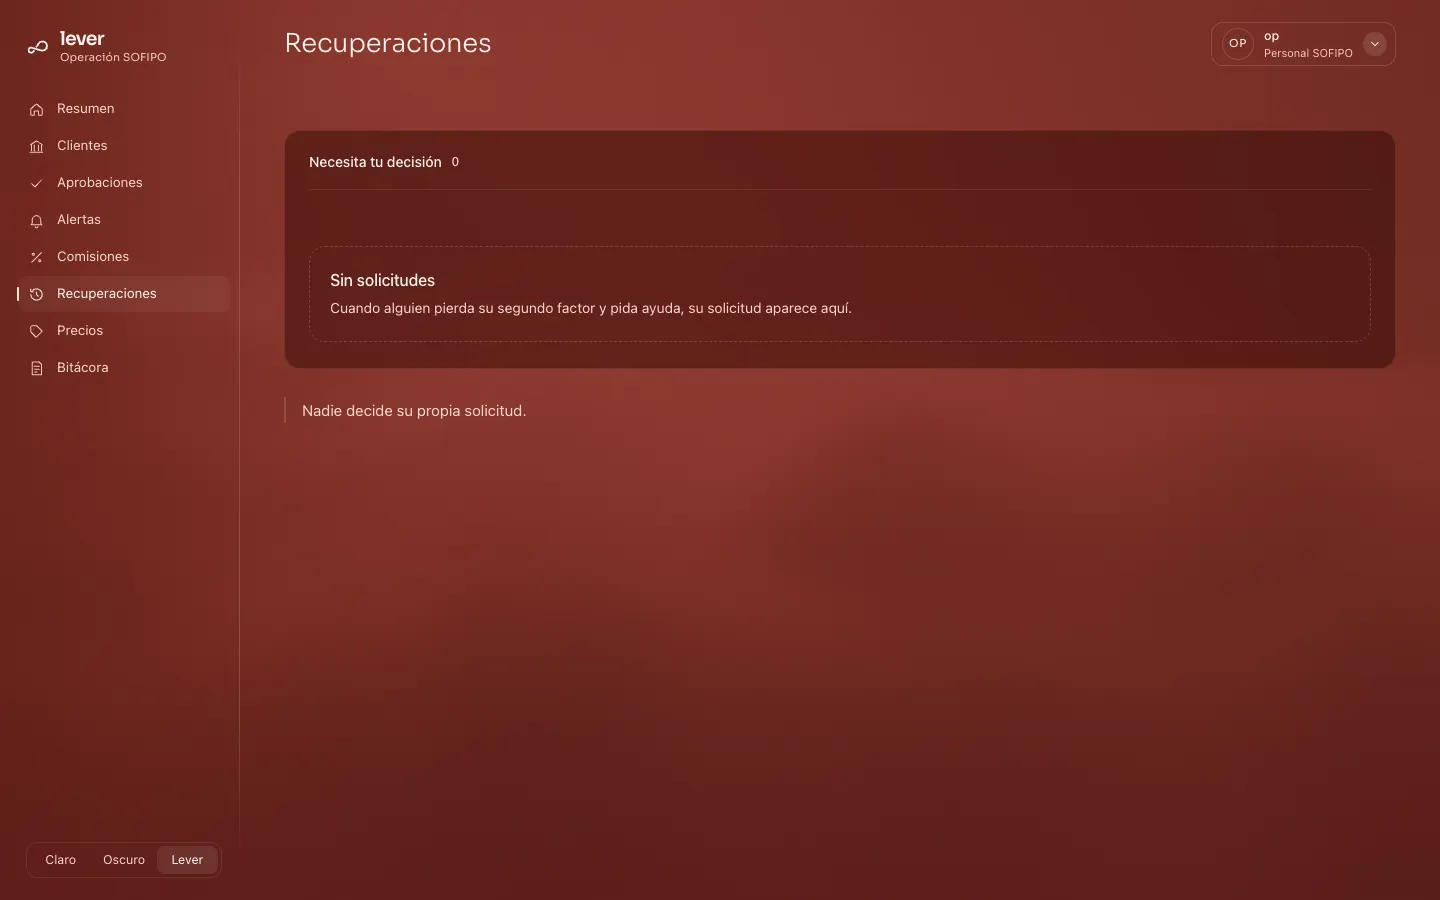 lever
Operación SOFIPO
Resumen
Clientes
Aprobaciones
Alertas
Comisiones
Recuperaciones
Precios
Bitácora
Claro
Oscuro
Lever
Recuperaciones
OP
op
Personal SOFIPO
Necesita tu decisión 0
Sin solicitudes
Cuando alguien pierda su segundo factor y pida ayuda, su solicitud aparece aquí.
Nadie decide su propia solicitud.